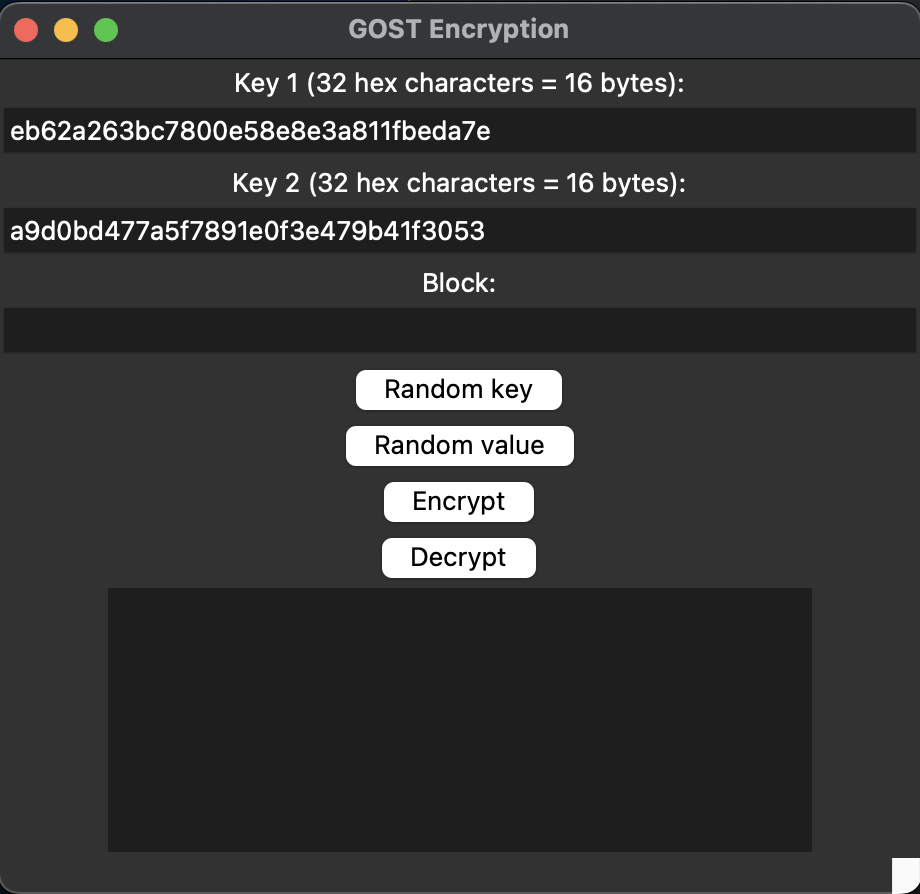 GOST Encryption
Key 1 (32 hex characters = 16 bytes):
eb62a263bc7800e58e8e3a811fbeda7e
Key 2 (32 hex characters = 16 bytes):
a9d0bd477a5f7891e0f3e479b41f3053
Block:
Random key
Random value
Encrypt
Decrypt